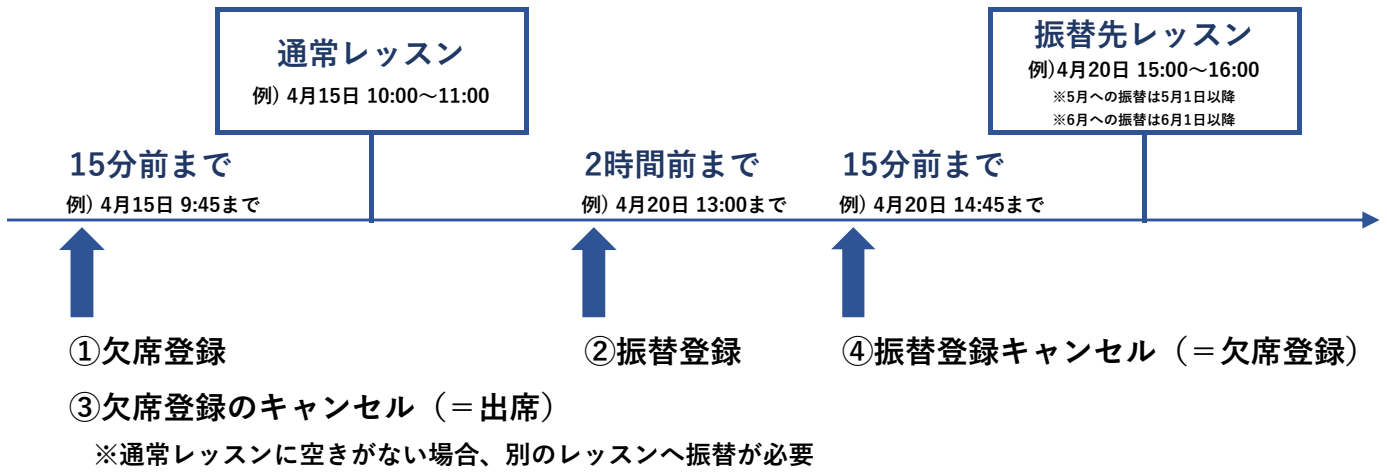 通常レッスン
例) 4月15日 10:00～11:00
振替先レッスン
例)4月20日 15:00～16:00
※5月への振替は5月1日以降
※6月への振替は6月1日以降
15分前まで
例) 4月15日 9:45まで
2時間前まで
例) 4月20日 13:00まで
15分前まで
例) 4月20日 14:45まで
①欠席登録
②振替登録
④振替登録キャンセル（＝欠席登録）
③欠席登録のキャンセル（＝出席）
※通常レッスンに空きがない場合、別のレッスンへ振替が必要